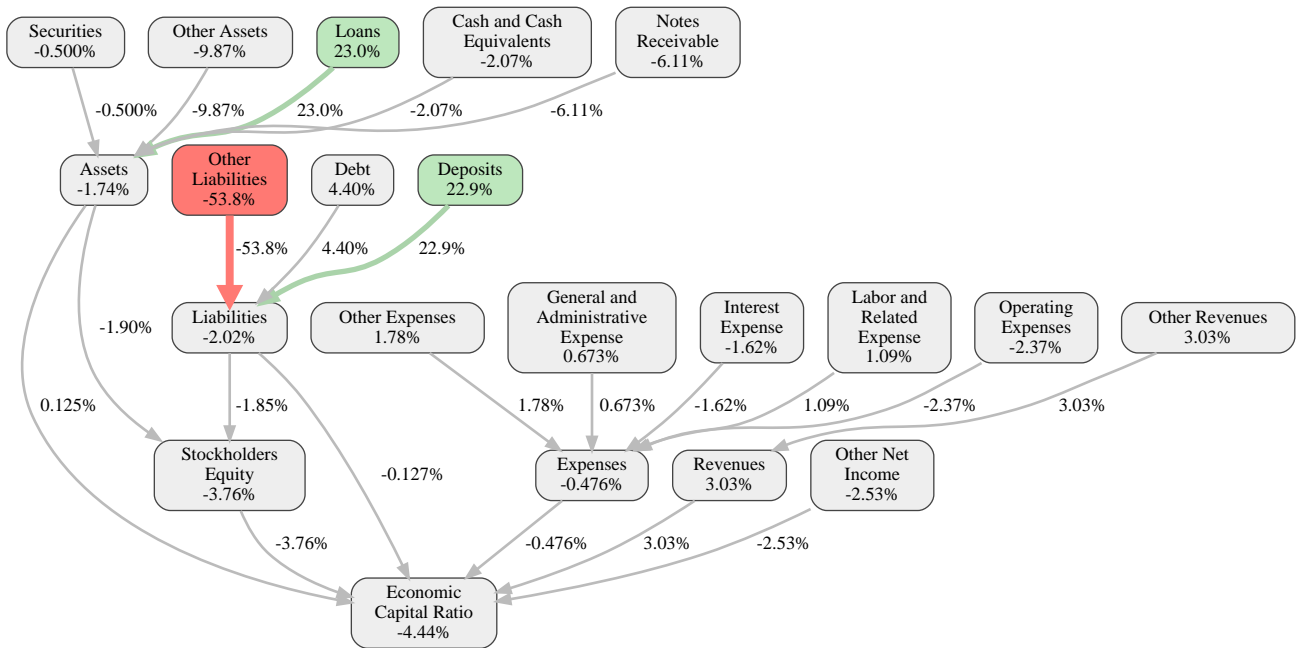 Securities
-0.500%
Other Assets
-9.87%
Loans
23.0%
Cash and Cash
Equivalents
-2.07%
Notes
Receivable
-6.11%
-0.500%
-9.87%
23.0%
-2.07%
-6.11%
Assets
-1.74%
Other
Liabilities
-53.8%
Debt
4.40%
Deposits
22.9%
-53.8%
4.40%
22.9%
Liabilities
-2.02%
Other Expenses
1.78%
General and
Administrative
Expense
0.673%
Interest
Expense
-1.62%
Labor and
Related
Expense
1.09%
Operating
Expenses
-2.37%
Other Revenues
3.03%
-1.90%
0.125%
-1.85%
-0.127%
1.78%
0.673%
-1.62%
1.09%
-2.37%
3.03%
Stockholders
Equity
-3.76%
Expenses
-0.476%
Revenues
3.03%
Other Net
Income
-2.53%
-3.76%
-0.476%
3.03%
-2.53%
Economic
Capital Ratio
-4.44%